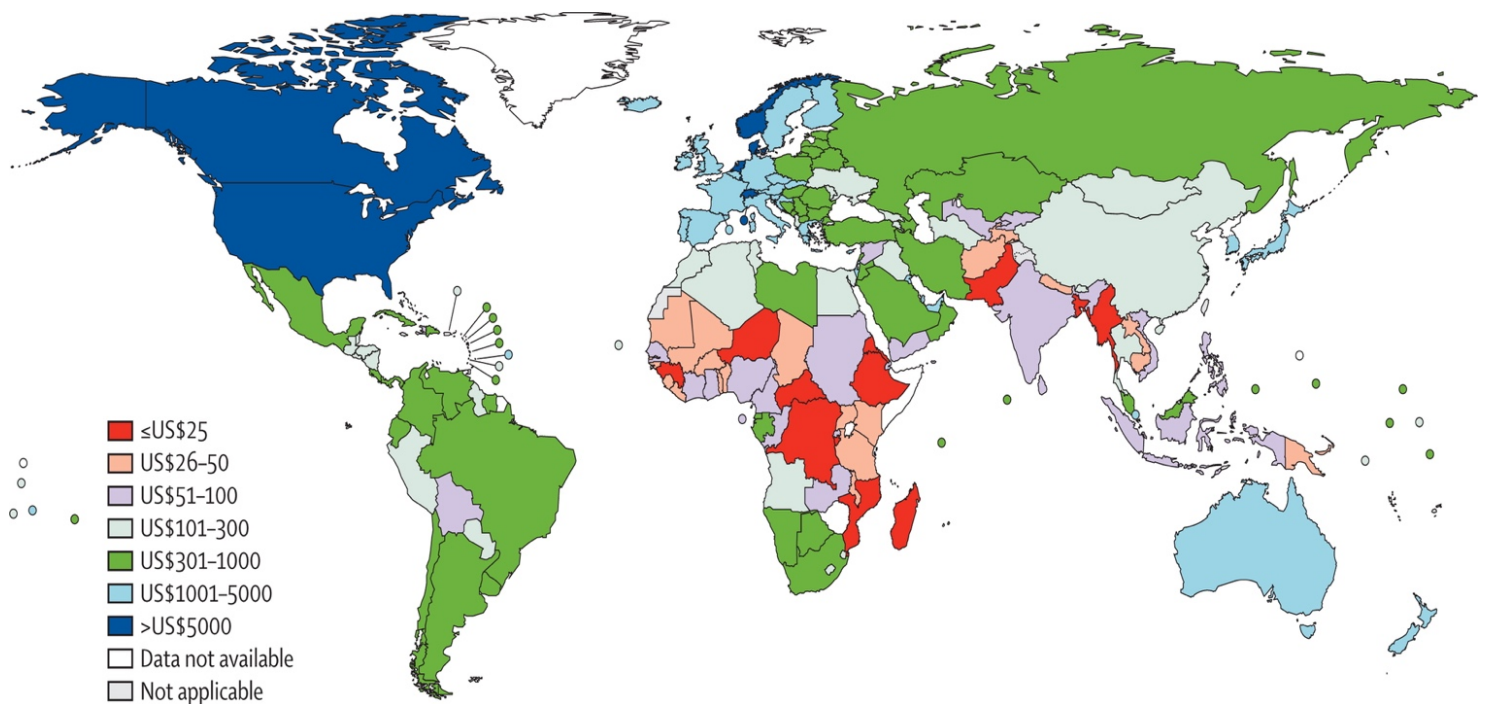 ≤US$25
US$26–50
US$51–100
US$101–300
US$301–1000
US$1001–5000
>US$5000
Data not available
Not applicable